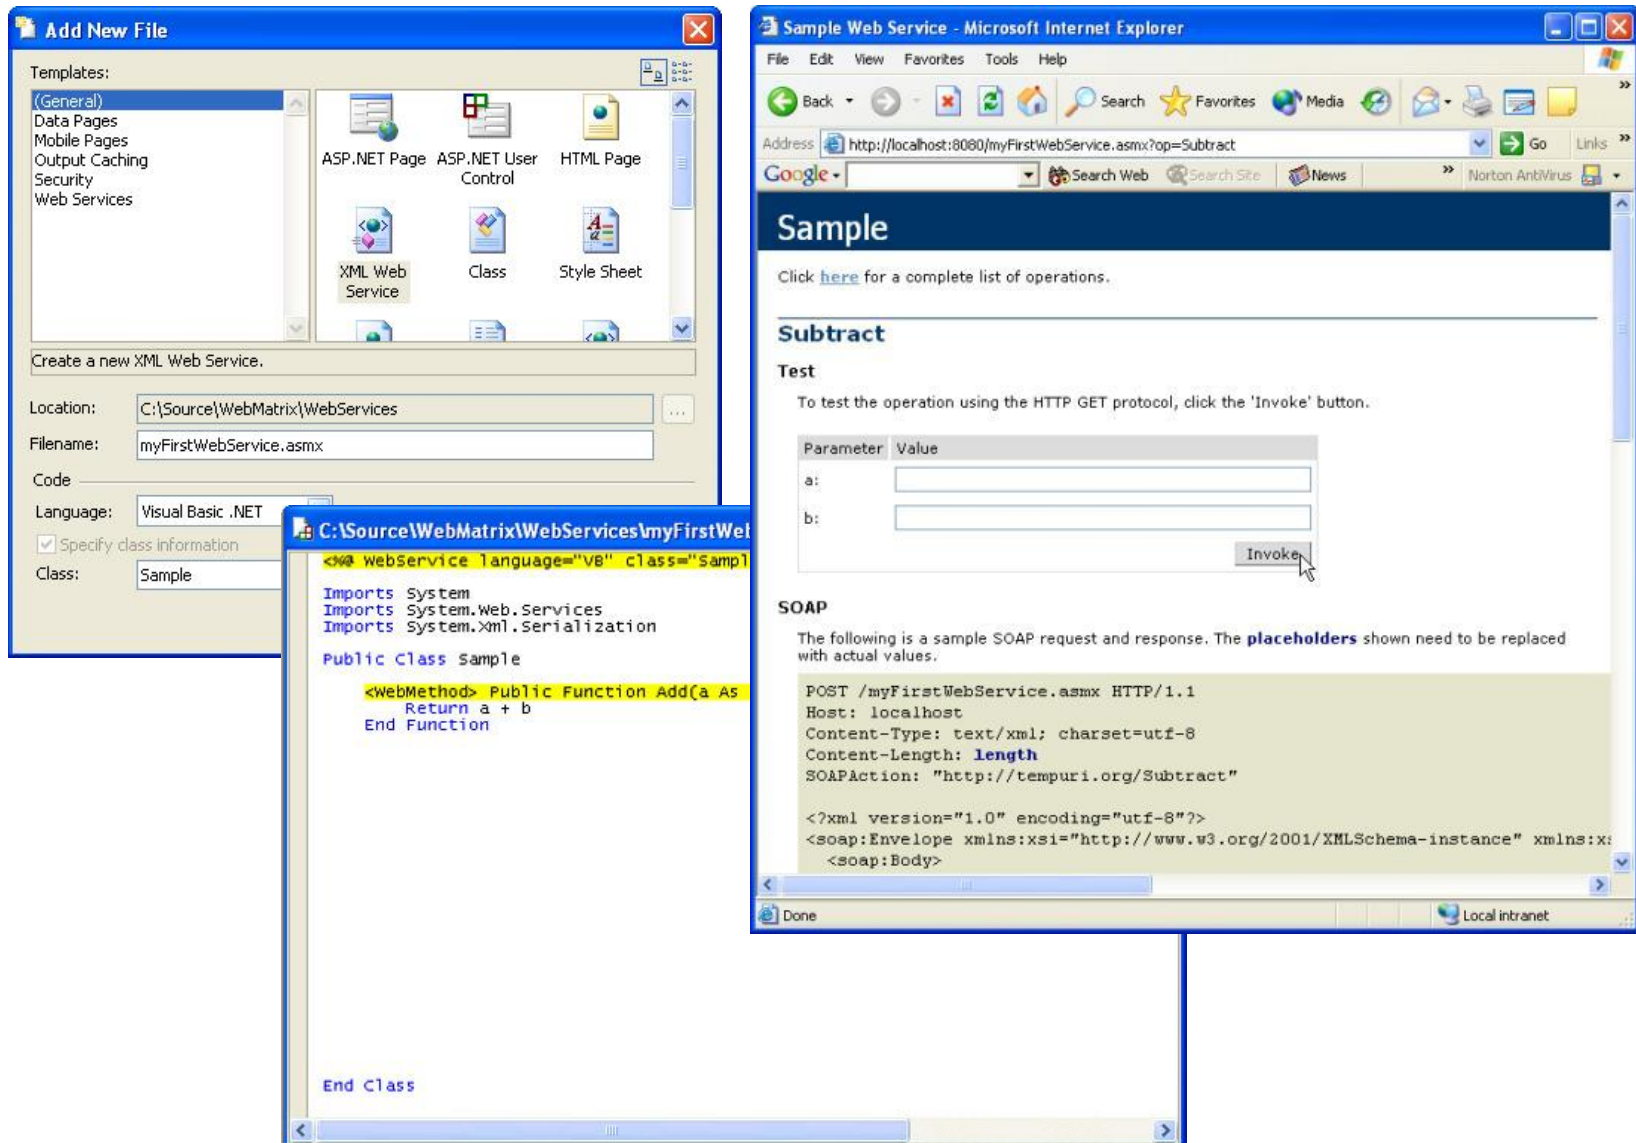 Add New File
Templates:
(General)
Data Pages
Mobile Pages
Output Caching
Security
Web Services
ASP.NET Page
ASP.NET User Control
HTML Page
XML Web Service
Class
Style Sheet
Create a new XML Web Service.
Location: C:\Source\WebMatrix\WebServices ...
Filename: myFirstWebService.asmx
Code
Language: Visual Basic .NET
Specify class information
Class: Sample
C:\Source\WebMatrix\WebServices\myFirstWeb
<%@ WebService language="VB" class="Sampl
Imports System
Imports System.Web.Services
Imports System.Xml.Serialization
Public Class Sample
<WebMethod> Public Function Add(a As
Return a + b
End Function
End Class
Sample Web Service - Microsoft Internet Explorer
File Edit View Favorites Tools Help
Back Search Favorites Media
Address http://localhost:8080/myFirstWebService.asmx?op=Subtract Go Links
Google Search Web Search Site News Norton AntiVirus
Sample
Click here for a complete list of operations.
Subtract
Test
To test the operation using the HTTP GET protocol, click the 'Invoke' button.
Parameter Value
a:
b:
Invoke
SOAP
The following is a sample SOAP request and response. The placeholders shown need to be replaced
with actual values.
POST /myFirstWebService.asmx HTTP/1.1
Host: localhost
Content-Type: text/xml; charset=utf-8
Content-Length: length
SOAPAction: "http://tempuri.org/Subtract"
<?xml version="1.0" encoding="utf-8"?>
<soap:Envelope xmlns:xsi="http://www.w3.org/2001/XMLSchema-instance" xmlns:xs
<soap:Body>
Done Local intranet